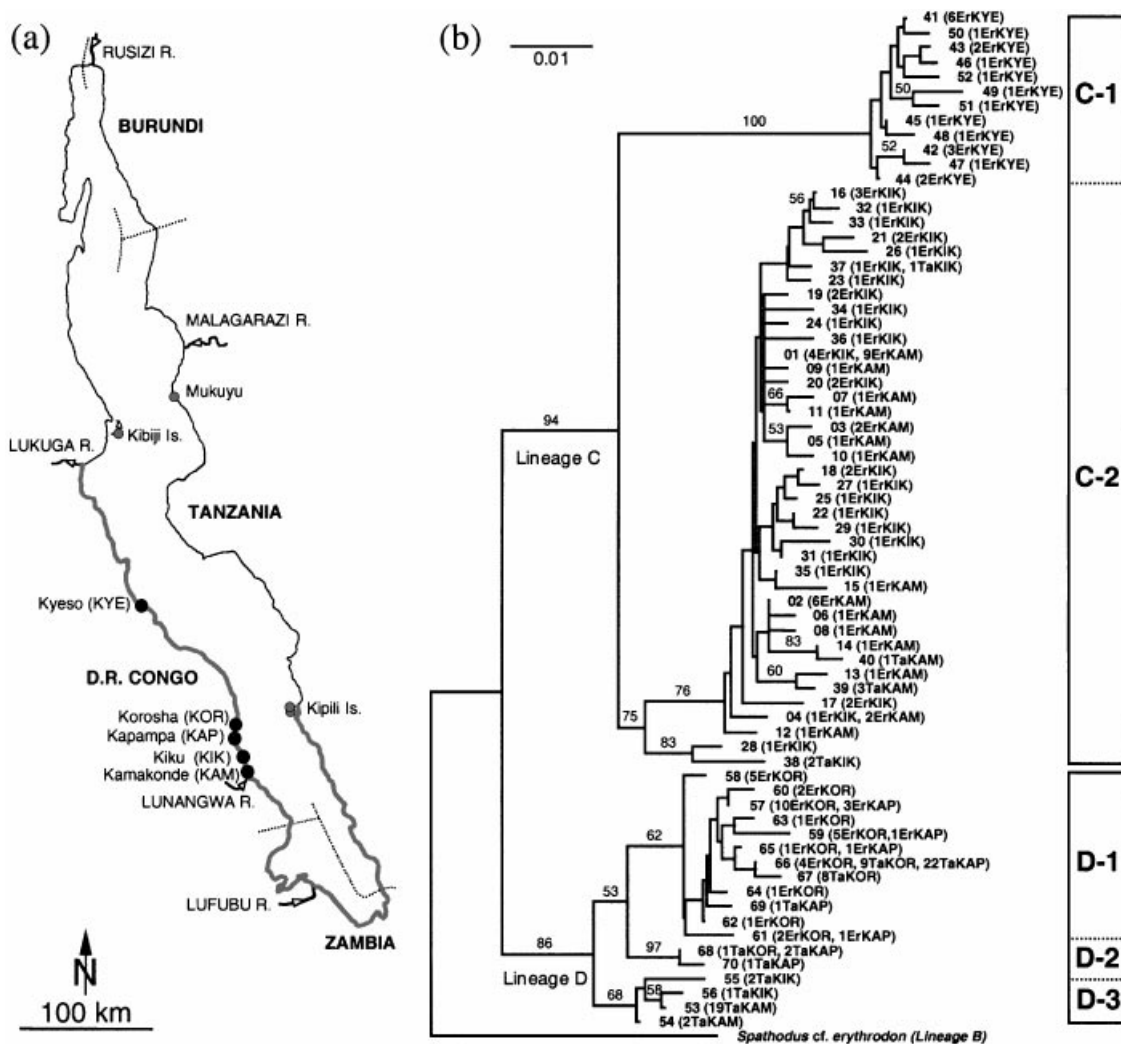 (a)
RUSIZI R.
BURUNDI
MALAGARAZI R.
Mukuyu
Kibiji Is.
LUKUGA R.
TANZANIA
Kyeso (KYE)
D.R. CONGO
Kipili Is.
Korosha (KOR)
Kapampa (KAP)
Kiku (KIK)
Kamakonde (KAM)
LUNANGWA R.
LUFUBU R.
ZAMBIA
N
100 km
(b)
0.01
41 (6ErKYE)
50 (1ErKYE)
43 (2ErKYE)
46 (1ErKYE)
52 (1ErKYE)
50
49 (1ErKYE)
51 (1ErKYE)
100
45 (1ErKYE)
48 (1ErKYE)
52
42 (3ErKYE)
47 (1ErKYE)
44 (2ErKYE)
C-1
56
16 (3ErKIK)
32 (1ErKIK)
33 (1ErKIK)
21 (2ErKIK)
26 (1ErKIK)
37 (1ErKIK, 1TaKIK)
23 (1ErKIK)
19 (2ErKIK)
34 (1ErKIK)
24 (1ErKIK)
36 (1ErKIK)
01 (4ErKIK, 9ErKAM)
09 (1ErKAM)
20 (2ErKIK)
66
07 (1ErKAM)
11 (1ErKAM)
94
53
03 (2ErKAM)
05 (1ErKAM)
10 (1ErKAM)
Lineage C
18 (2ErKIK)
27 (1ErKIK)
25 (1ErKIK)
22 (1ErKIK)
29 (1ErKIK)
30 (1ErKIK)
31 (1ErKIK)
35 (1ErKIK)
15 (1ErKAM)
02 (6ErKAM)
06 (1ErKAM)
08 (1ErKAM)
83
14 (1ErKAM)
40 (1TaKAM)
60
13 (1ErKAM)
39 (3TaKAM)
76
17 (2ErKIK)
04 (1ErKIK, 2ErKAM)
75
12 (1ErKAM)
83
28 (1ErKIK)
38 (2TaKIK)
C-2
58 (5ErKOR)
60 (2ErKOR)
57 (10ErKOR, 3ErKAP)
63 (1ErKOR)
62
59 (5ErKOR,1ErKAP)
65 (1ErKOR, 1ErKAP)
66 (4ErKOR, 9TaKOR, 22TaKAP)
67 (8TaKOR)
53
64 (1ErKOR)
69 (1TaKAP)
62 (1ErKOR)
61 (2ErKOR, 1ErKAP)
D-1
86
97
68 (1TaKOR, 2TaKAP)
70 (1TaKAP)
D-2
Lineage D
55 (2TaKIK)
68
58
56 (1TaKIK)
53 (19TaKAM)
54 (2TaKAM)
D-3
Spathodus cf. erythrodon (Lineage B)